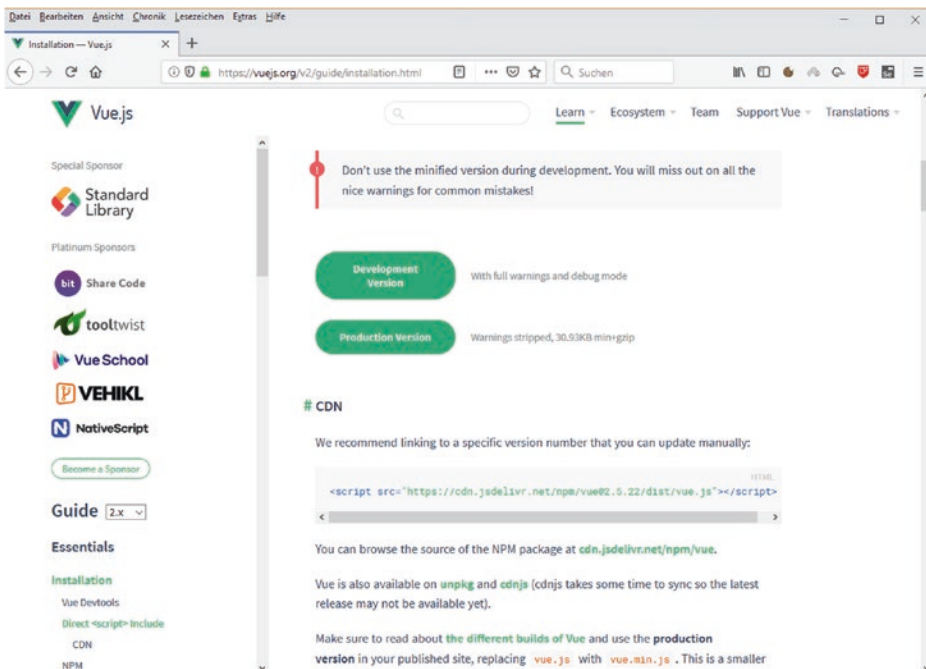 Datei Bearbeiten Ansicht Chronik Lesezeichen Extras Hilfe
Installation — Vue.js
https://vuejs.org/v2/guide/installation.html
Suchen
Vue.js
Learn Ecosystem Team Support Vue Translations
Special Sponsor
Standard
Library
Platinum Sponsors
bit Share Code
tooltwist
Vue School
VEHIKL
N NativeScript
Become a Sponsor
Guide 2.x
Essentials
Installation
Vue Devtools
Direct <script> Include
CDN
NPM
! Don't use the minified version during development. You will miss out on all the
nice warnings for common mistakes!
Development
Version
With full warnings and debug mode
Production Version
Warnings stripped, 30.93KB min+gzip
# CDN
We recommend linking to a specific version number that you can update manually:
HTML
<script src="https://cdn.jsdelivr.net/npm/vue@2.5.22/dist/vue.js"></script>
You can browse the source of the NPM package at cdn.jsdelivr.net/npm/vue.
Vue is also available on unpkg and cdnjs (cdnjs takes some time to sync so the latest
release may not be available yet).
Make sure to read about the different builds of Vue and use the production
version in your published site, replacing vue.js with vue.min.js. This is a smaller